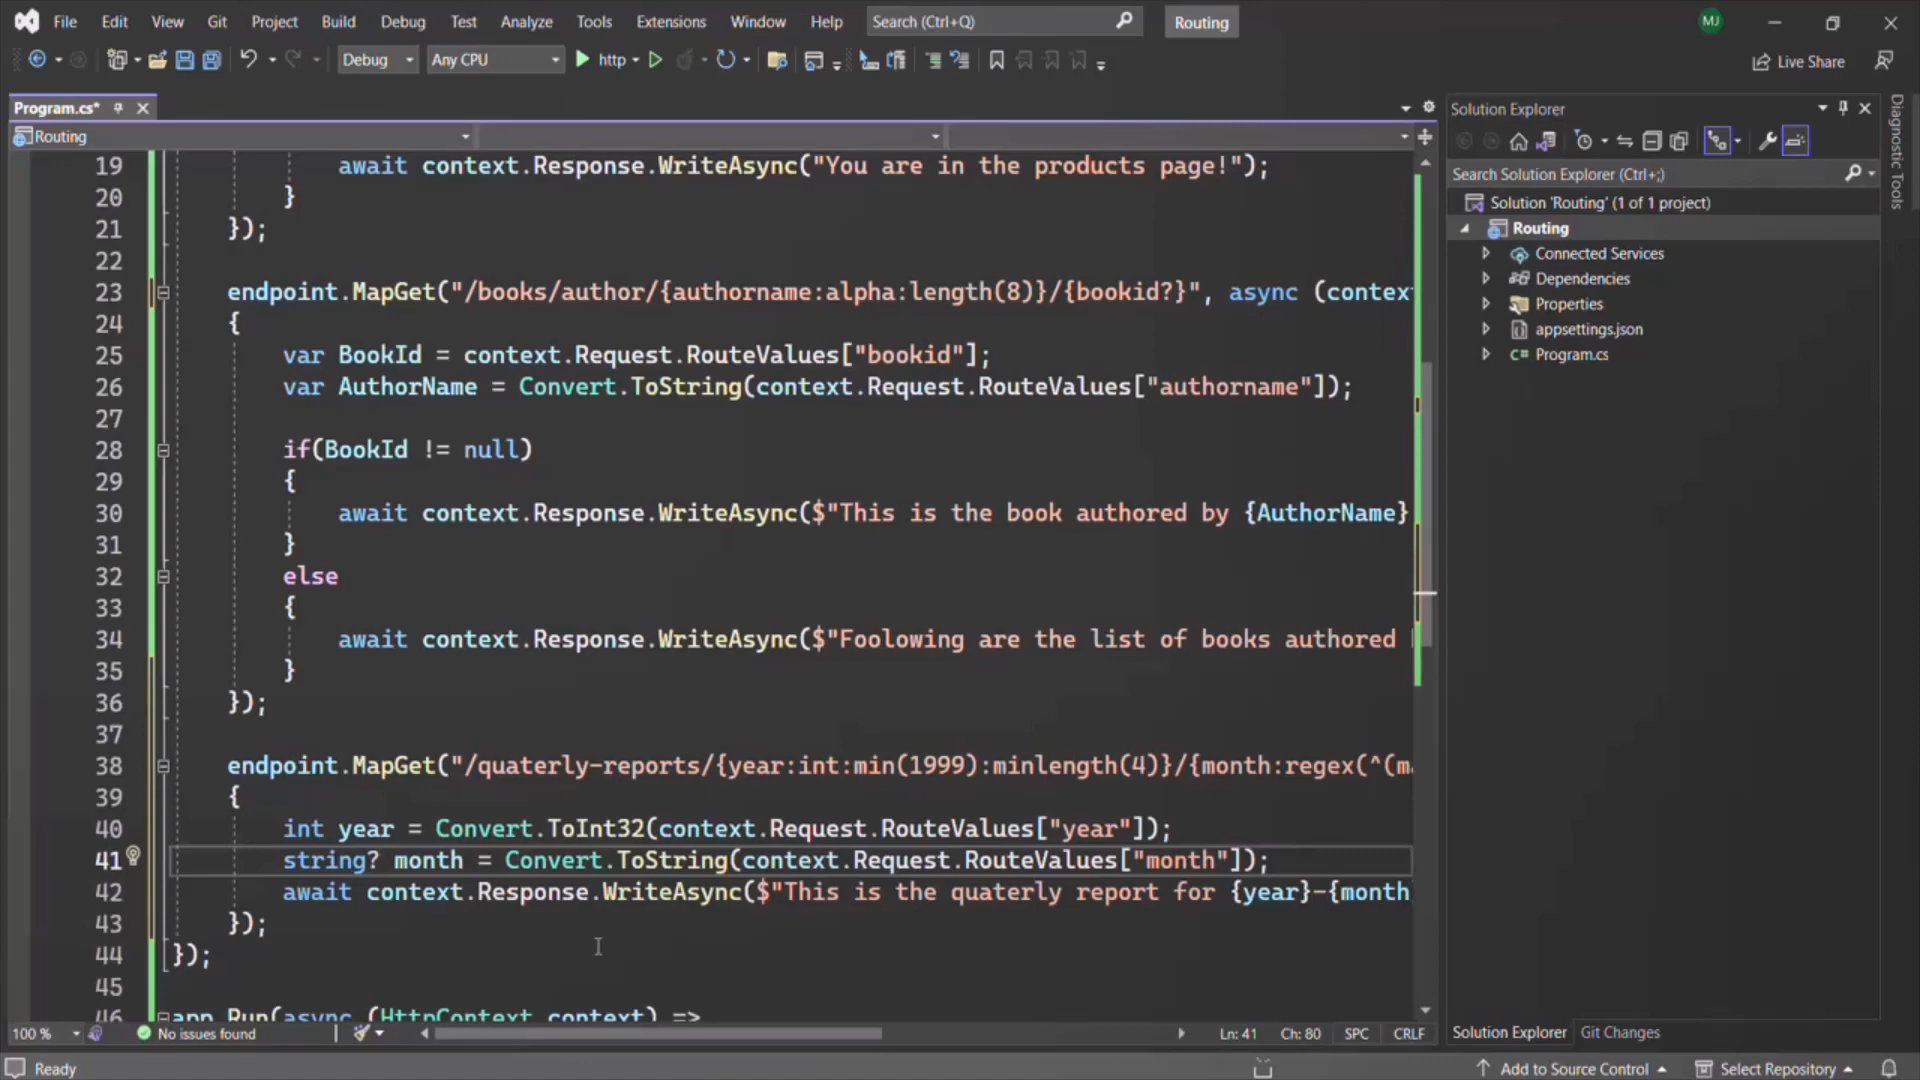 File Edit View Git Project Build Debug Test Analyze Tools Extensions Window Help Search (Ctrl+Q) Routing MJ
Debug Any CPU http Live Share
Program.cs*
Routing
19 await context.Response.WriteAsync("You are in the products page!");
20 }
21 });
22
23 endpoint.MapGet("/books/author/{authorname:alpha:length(8)}/{bookid?}", async (contex
24 {
25 var BookId = context.Request.RouteValues["bookid"];
26 var AuthorName = Convert.ToString(context.Request.RouteValues["authorname"]);
27
28 if(BookId != null)
29 {
30 await context.Response.WriteAsync($"This is the book authored by {AuthorName}
31 }
32 else
33 {
34 await context.Response.WriteAsync($"Foolowing are the list of books authored
35 }
36 });
37
38 endpoint.MapGet("/quaterly-reports/{year:int:min(1999):minlength(4)}/{month:regex(^(m
39 {
40 int year = Convert.ToInt32(context.Request.RouteValues["year"]);
41 string? month = Convert.ToString(context.Request.RouteValues["month"]);
42 await context.Response.WriteAsync($"This is the quaterly report for {year}-{month
43 });
44 });
45
46 app.Run(async (HttpContext context) =>
100 % No issues found Ln: 41 Ch: 80 SPC CRLF
Solution Explorer
Search Solution Explorer (Ctrl+;)
Solution 'Routing' (1 of 1 project)
Routing
Connected Services
Dependencies
Properties
appsettings.json
C# Program.cs
Solution Explorer Git Changes
Diagnostic Tools
Ready Add to Source Control Select Repository